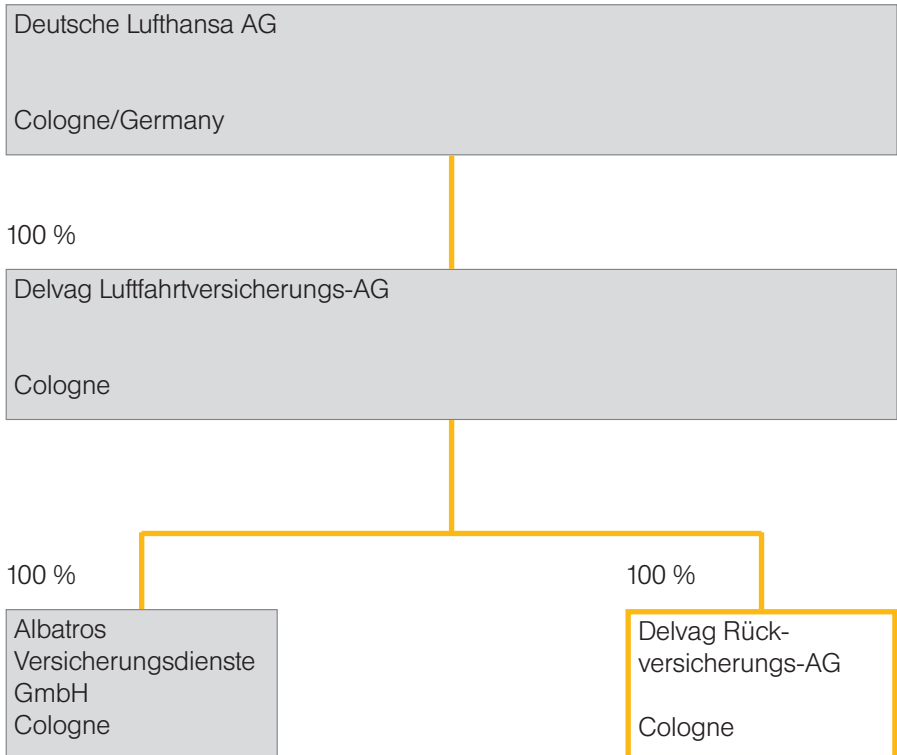 Deutsche Lufthansa AG
Cologne/Germany
100 %
Delvag Luftfahrtversicherungs-AG
Cologne
100 %
Albatros
Versicherungsdienste
GmbH
Cologne
100 %
Delvag Rück-
versicherungs-AG
Cologne